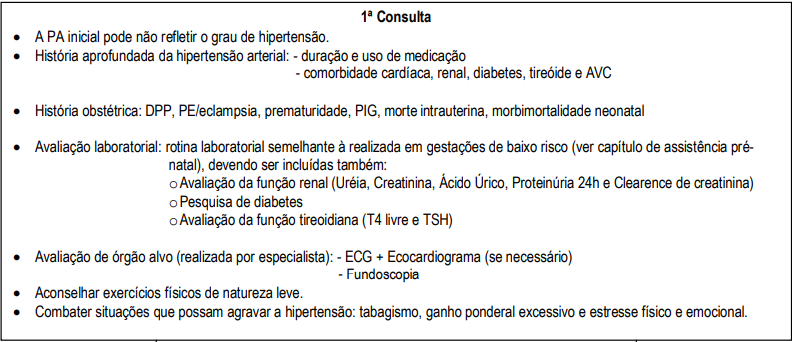 1ª Consulta
• A PA inicial pode não refletir o grau de hipertensão.
• História aprofundada da hipertensão arterial: - duração e uso de medicação
- comorbidade cardíaca, renal, diabetes, tireóide e AVC
• História obstétrica: DPP, PE/eclampsia, prematuridade, PIG, morte intrauterina, morbimortalidade neonatal
• Avaliação laboratorial: rotina laboratorial semelhante à realizada em gestações de baixo risco (ver capítulo de assistência pré-
natal), devendo ser incluídas também:
o Avaliação da função renal (Uréia, Creatinina, Ácido Úrico, Proteinúria 24h e Clearence de creatinina)
o Pesquisa de diabetes
o Avaliação da função tireoidiana (T4 livre e TSH)
• Avaliação de órgão alvo (realizada por especialista): - ECG + Ecocardiograma (se necessário)
- Fundoscopia
• Aconselhar exercícios físicos de natureza leve.
• Combater situações que possam agravar a hipertensão: tabagismo, ganho ponderal excessivo e estresse físico e emocional.